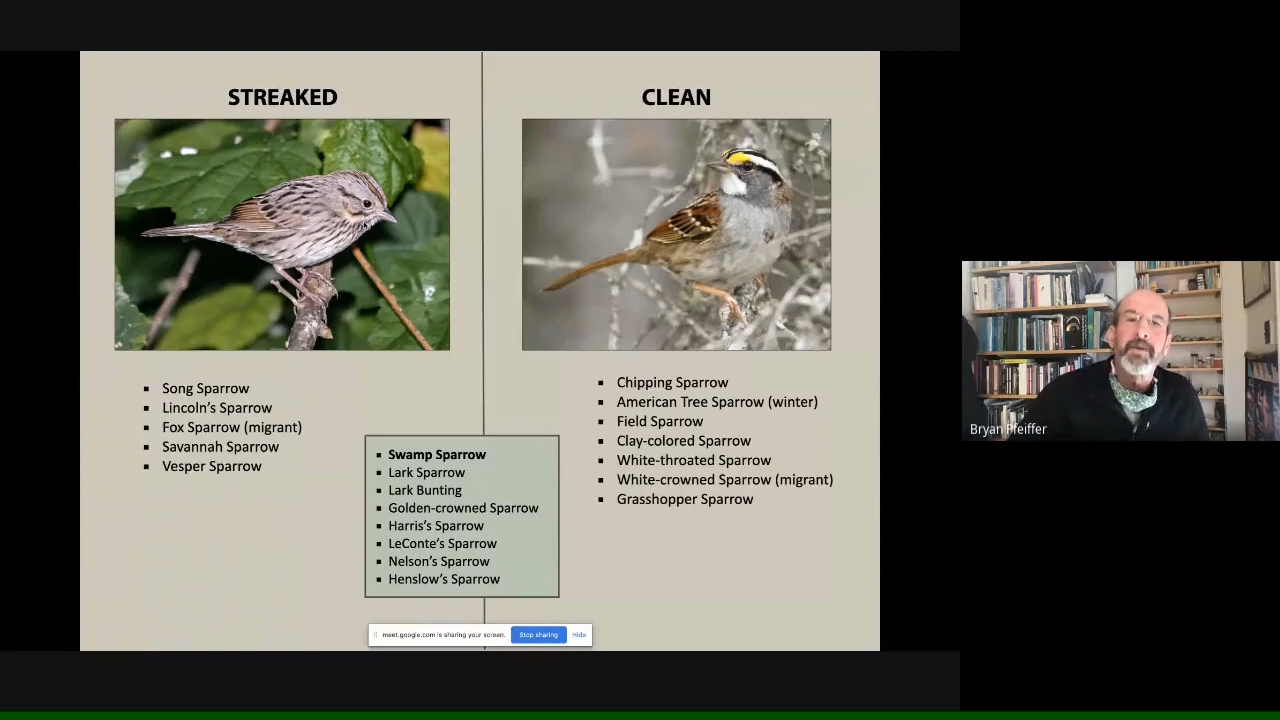 STREAKED
CLEAN
Song Sparrow
Lincoln's Sparrow
Fox Sparrow (migrant)
Savannah Sparrow
Vesper Sparrow
Swamp Sparrow
Lark Sparrow
Lark Bunting
Golden-crowned Sparrow
Harris's Sparrow
LeConte's Sparrow
Nelson's Sparrow
Henslow's Sparrow
Chipping Sparrow
American Tree Sparrow (winter)
Field Sparrow
Clay-colored Sparrow
White-throated Sparrow
White-crowned Sparrow (migrant)
Grasshopper Sparrow
meet.google.com is sharing your screen. Stop sharing Hide
Bryan Pfeiffer